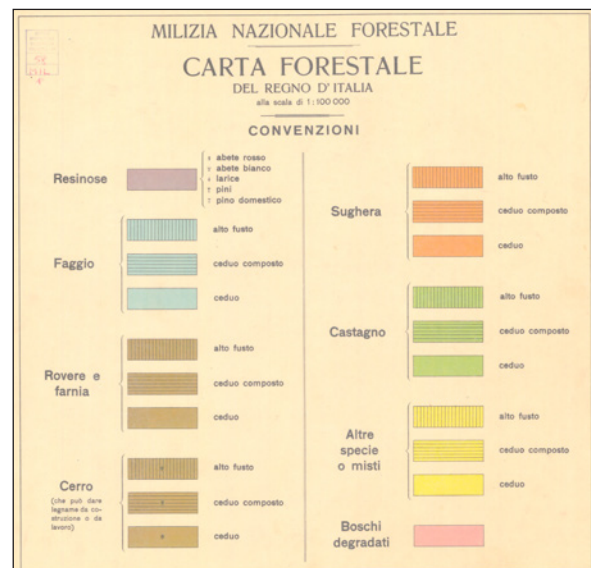 MILIZIA NAZIONALE FORESTALE
CARTA FORESTALE
DEL REGNO D'ITALIA
alla scala di 1:100 000
CONVENZIONI
Resinose
abete rosso
abete bianco
larice
pini
pino domestico
Faggio
alto fusto
ceduo composto
ceduo
Rovere e
farnia
alto fusto
ceduo composto
ceduo
Cerro
(che può dare
legname da co-
struzione o da
lavoro)
alto fusto
ceduo composto
ceduo
Sughera
alto fusto
ceduo composto
ceduo
Castagno
alto fusto
ceduo composto
ceduo
Altre
specie
o misti
alto fusto
ceduo composto
ceduo
Boschi
degradati